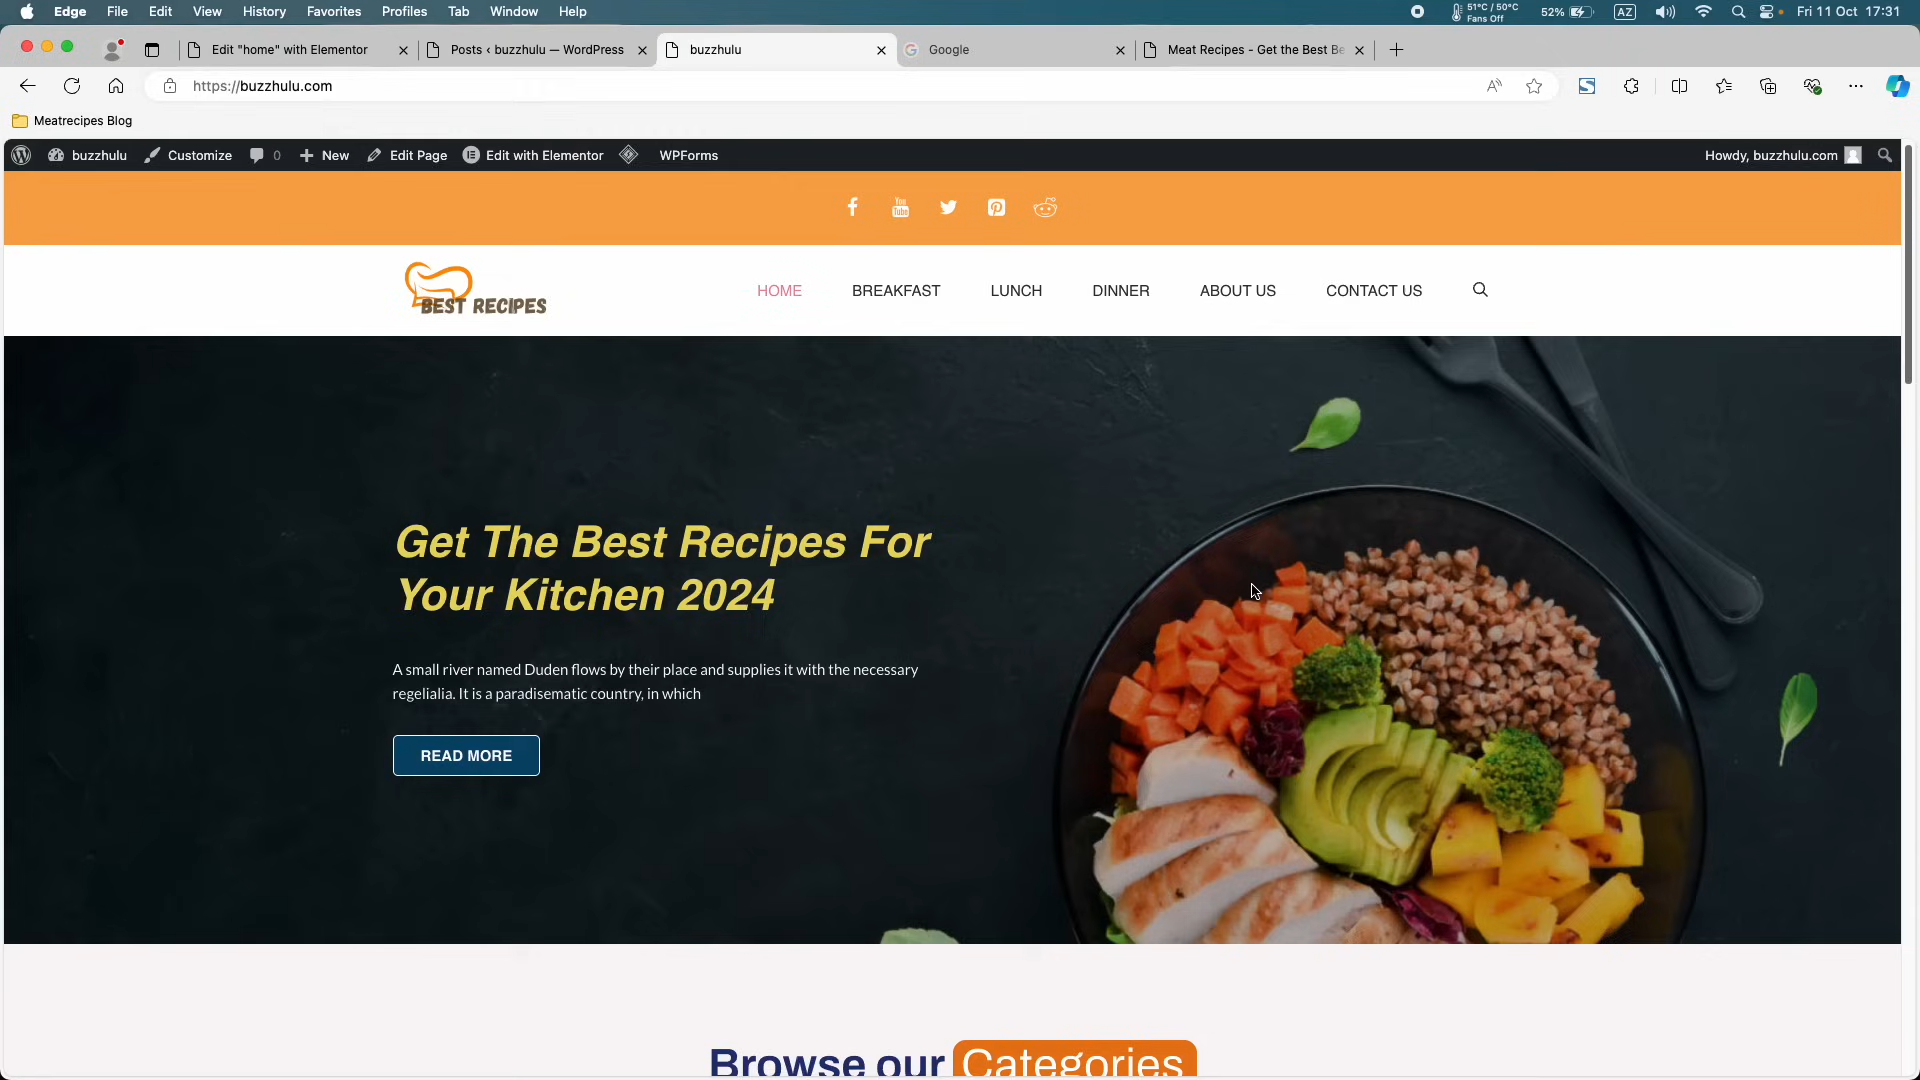 Edge File Edit View History Favorites Profiles Tab Window Help
51°C / 50°C
Fans Off
52% AZ Fri 11 Oct 17:31
Edit "home" with Elementor
Posts ‹ buzzhulu — WordPress
buzzhulu
Google
Meat Recipes - Get the Best Be
https://buzzhulu.com
Meatrecipes Blog
buzzhulu Customize 0 New Edit Page Edit with Elementor WPForms
Howdy, buzzhulu.com
You
Tube
BEST RECIPES
HOME BREAKFAST LUNCH DINNER ABOUT US CONTACT US
Get The Best Recipes For
Your Kitchen 2024
A small river named Duden flows by their place and supplies it with the necessary
regelialia. It is a paradisematic country, in which
READ MORE
Browse our Categories